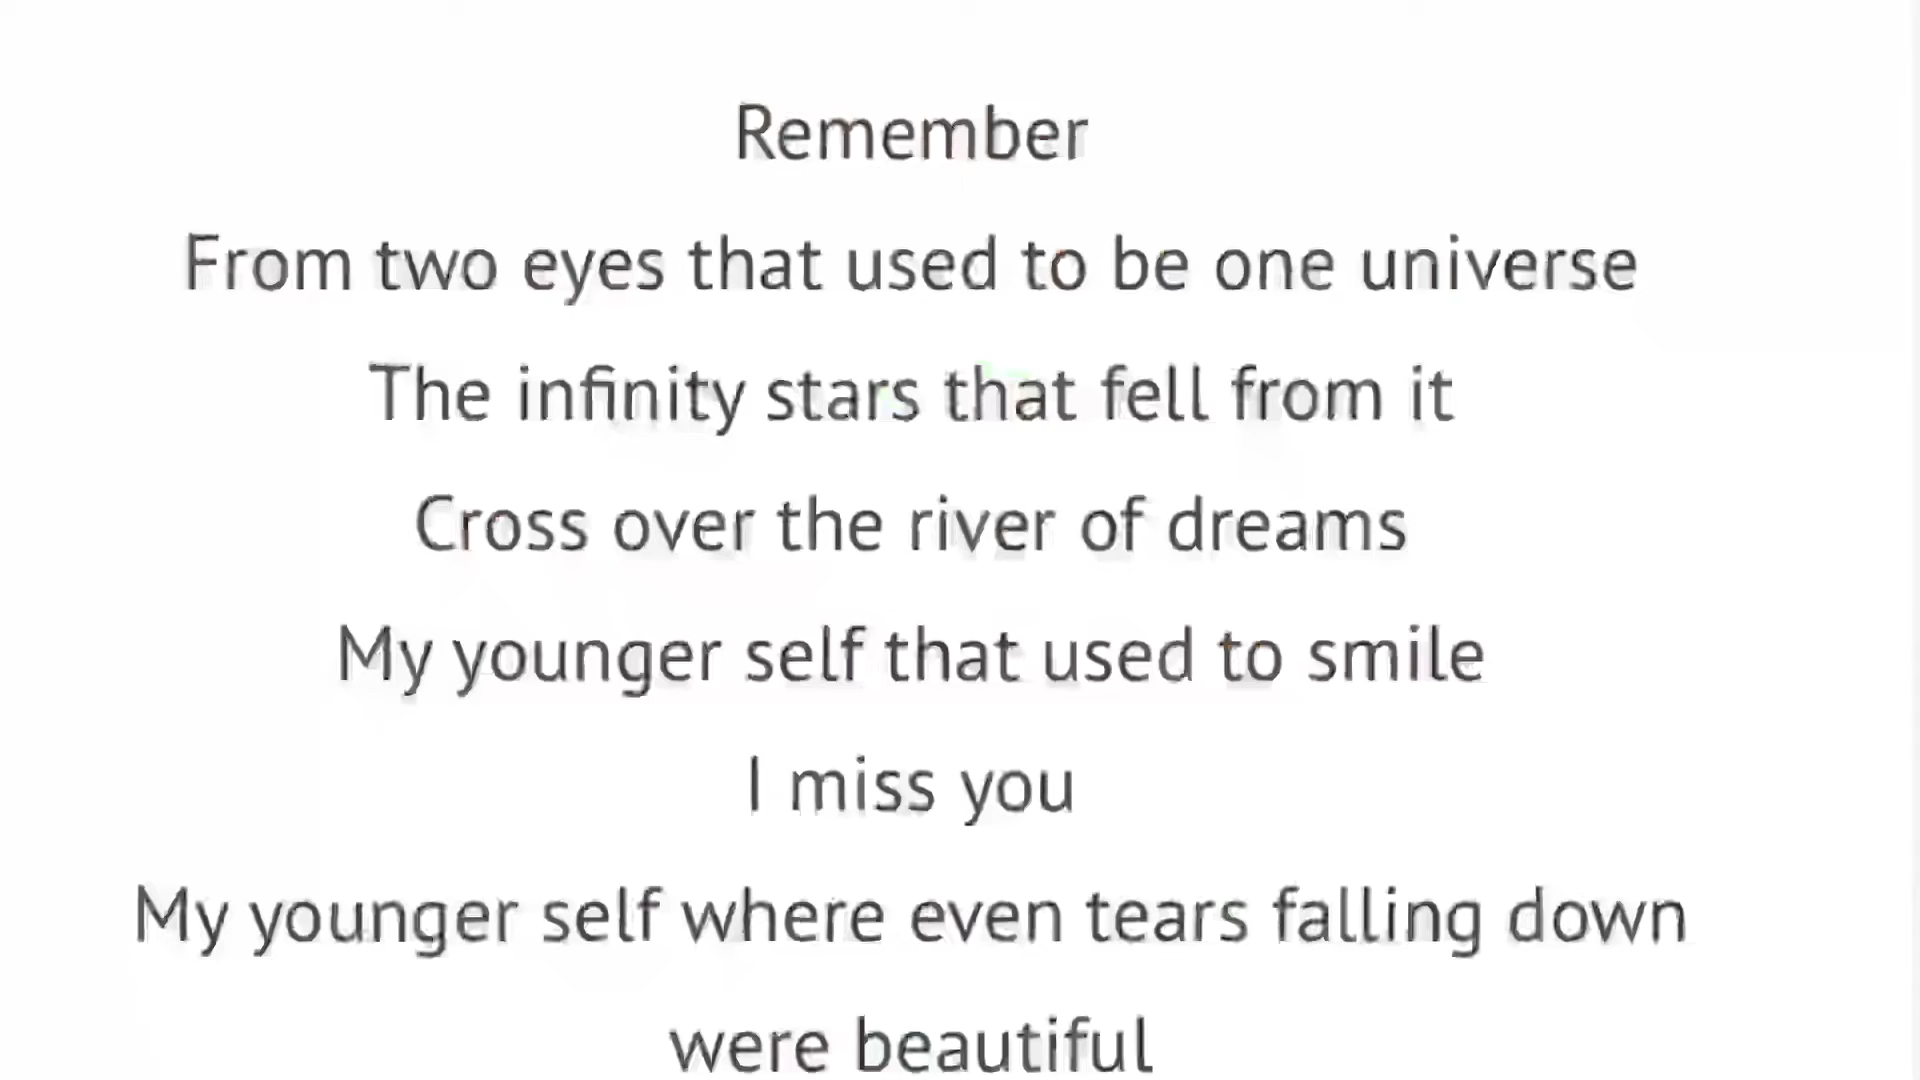 Remember
From two eyes that used to be one universe
The infinity stars that fell from it
Cross over the river of dreams
My younger self that used to smile
I miss you
My younger self where even tears falling down
were beautiful